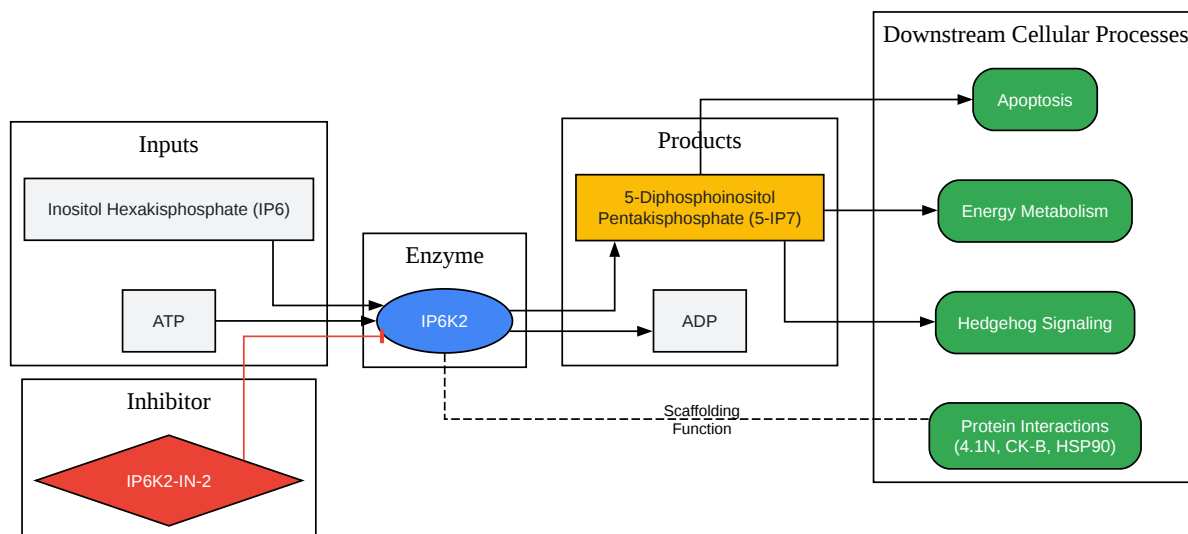 Downstream Cellular Processes
Apoptosis
Inputs
Products
Inositol Hexakisphosphate (IP6)
5-Diphosphoinositol
Pentakisphosphate (5-IP7)
Energy Metabolism
Enzyme
ATP
IP6K2
ADP
Hedgehog Signaling
Inhibitor
Scaffolding
Function
Protein Interactions
(4.1N, CK-B, HSP90)
IP6K2-IN-2